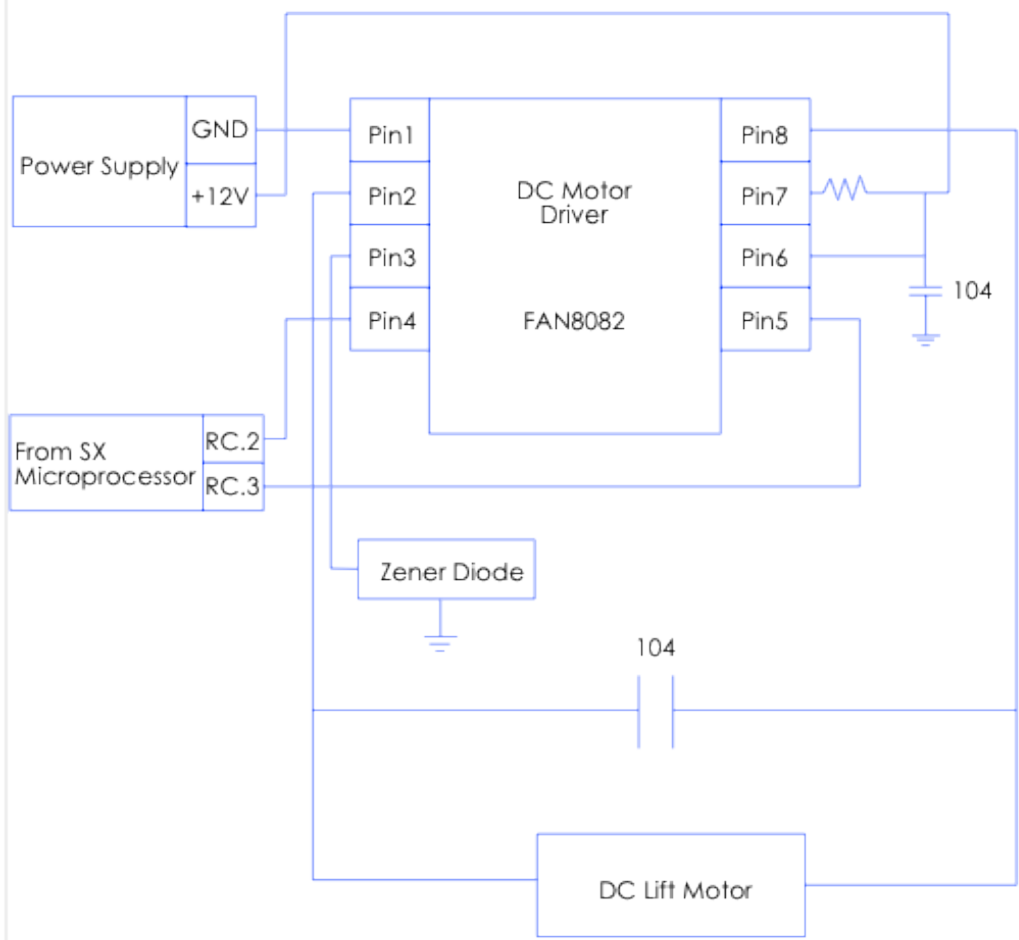 GND
Power Supply
+12V
Pin1
Pin2
Pin3
Pin4
DC Motor
Driver
FAN8082
Pin8
Pin7
Pin6
Pin5
104
From SX
Microprocessor
RC.2
RC.3
Zener Diode
104
DC Lift Motor